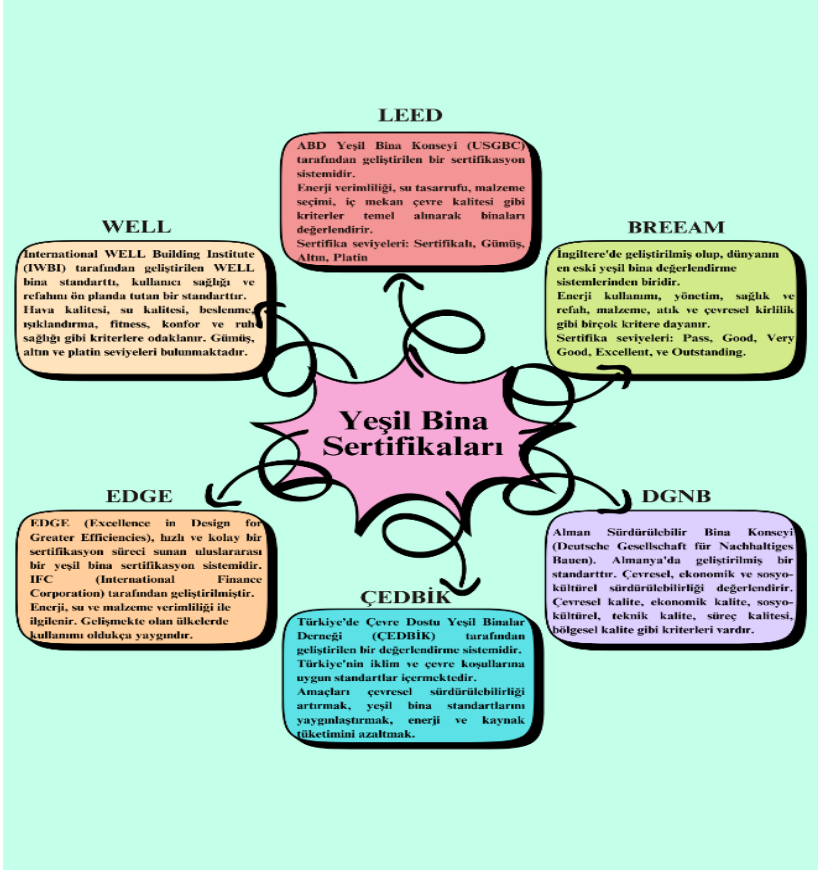 LEED
ABD Yeşil Bina Konseyi (USGBC)
tarafından geliştirilen bir sertifikasyon
sistemidir.
Enerji verimliliği, su tasarrufu, malzeme
seçimi, iç mekan çevre kalitesi gibi
kriterler temel alınarak binaları
değerlendirir.
Sertifika seviyeleri: Sertifikalı, Gümüş,
Altın, Platin
WELL
International WELL Building Institute
(IWBI) tarafından geliştirilen WELL
bina standarttı, kullanıcı sağlığı ve
refahını ön planda tutan bir standarttır.
Hava kalitesi, su kalitesi, beslenme,
ışıklandırma, fitness, konfor ve ruh
sağlığı gibi kriterlere odaklanır. Gümüş,
altın ve platin seviyeleri bulunmaktadır.
BREEAM
İngiltere'de geliştirilmiş olup, dünyanın
en eski yeşil bina değerlendirme
sistemlerinden biridir.
Enerji kullanımı, yönetim, sağlık ve
refah, malzeme, atık ve çevresel kirlilik
gibi birçok kritere dayanır.
Sertifika seviyeleri: Pass, Good, Very
Good, Excellent, ve Outstanding.
Yeşil Bina
Sertifikaları
EDGE
EDGE (Excellence in Design for
Greater Efficiencies), hızlı ve kolay bir
sertifikasyon süreci sunan uluslararası
bir yeşil bina sertifikasyon sistemidir.
IFC (International Finance
Corporation) tarafından geliştirilmiştir.
Enerji, su ve malzeme verimliliği ile
ilgilenir. Gelişmekte olan ülkelerde
kullanımı oldukça yaygındır.
DGNB
Alman Sürdürülebilir Bina Konseyi
(Deutsche Gesellschaft für Nachhaltiges
Bauen). Almanya'da geliştirilmiş bir
standarttır. Çevresel, ekonomik ve sosyo-
kültürel sürdürülebilirliği değerlendirir.
Çevresel kalite, ekonomik kalite, sosyo-
kültürel, teknik kalite, süreç kalitesi,
bölgesel kalite gibi kriterleri vardır.
ÇEDBİK
Türkiye'de Çevre Dostu Yeşil Binalar
Derneği (ÇEDBİK) tarafından
geliştirilen bir değerlendirme sistemidir.
Türkiye'nin iklim ve çevre koşullarına
uygun standartlar içermektedir.
Amaçları çevresel sürdürülebilirliği
artırmak, yeşil bina standartlarını
yaygınlaştırmak, enerji ve kaynak
tüketimini azaltmak.